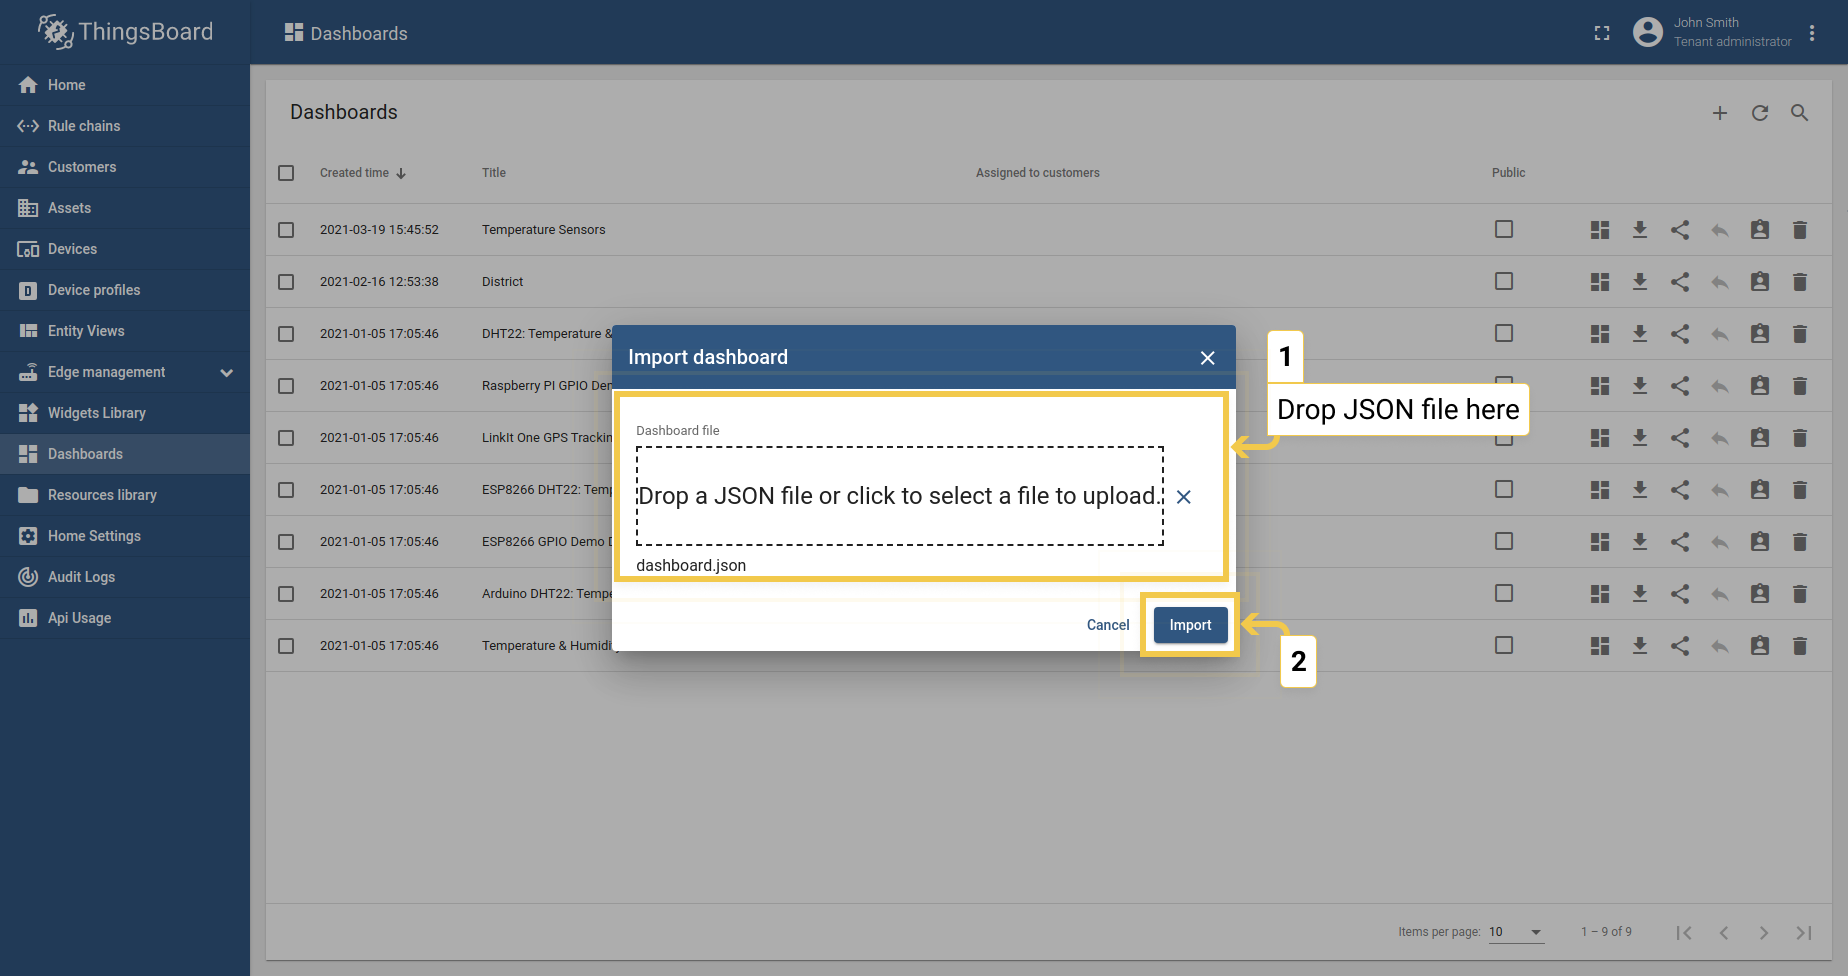 ThingsBoard
Dashboards
John Smith
Tenant administrator
Home
Rule chains
Customers
Assets
Devices
Device profiles
Entity Views
Edge management
Widgets Library
Dashboards
Resources library
Home Settings
Audit Logs
Api Usage
Dashboards
Created time Title Assigned to customers Public
2021-03-19 15:45:52 Temperature Sensors
2021-02-16 12:53:38 District
2021-01-05 17:05:46 DHT22: Temperature &
2021-01-05 17:05:46 Raspberry PI GPIO
2021-01-05 17:05:46 LinkIt One GPS
2021-01-05 17:05:46 ESP8266 DHT22:
2021-01-05 17:05:46 ESP8266 GPIO Demo
2021-01-05 17:05:46 Arduino DHT22:
2021-01-05 17:05:46 Temperature &
Import dashboard
1
Drop JSON file here
Dashboard file
Drop a JSON file or click to select a file to upload.
dashboard.json
Cancel Import
2
Items per page: 10 1 – 9 of 9